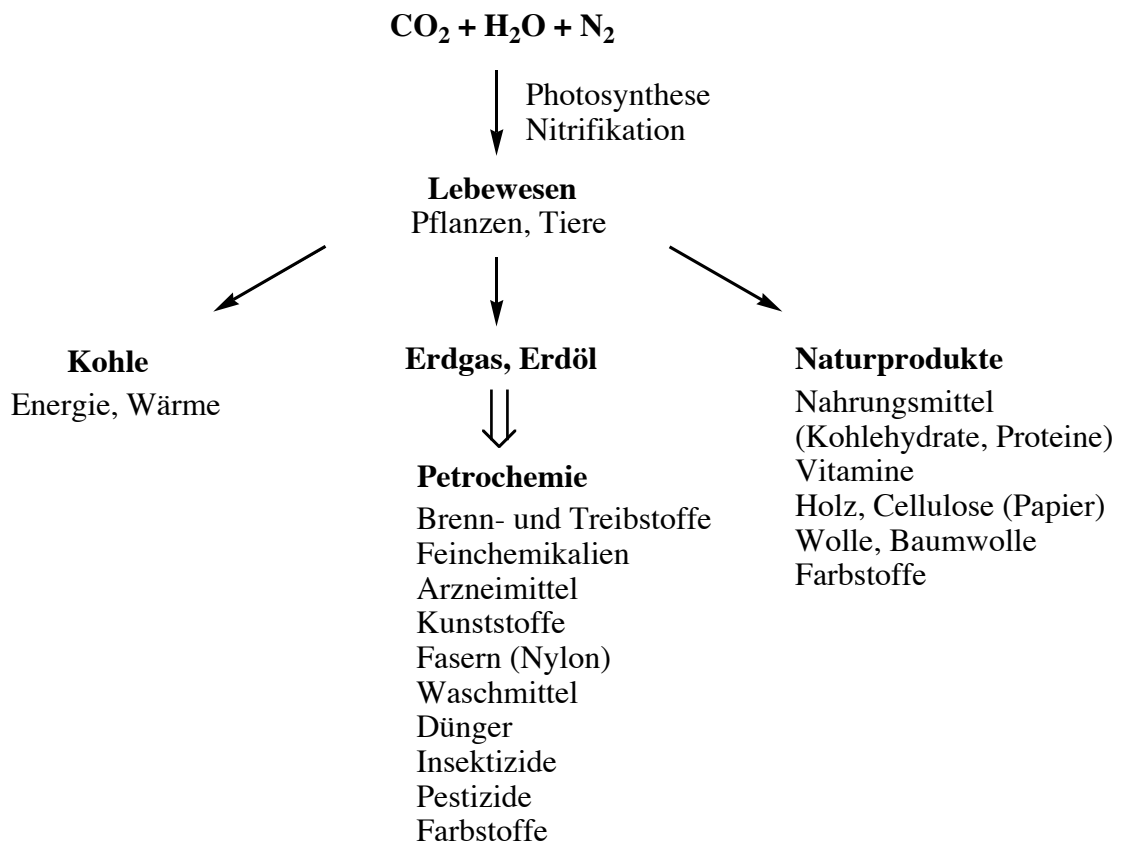 CO₂ + H₂O + N₂
Photosynthese
Nitrifikation
Lebewesen
Pflanzen, Tiere
Kohle
Energie, Wärme
Erdgas, Erdöl
Petrochemie
Brenn- und Treibstoffe
Feinchemikalien
Arzneimittel
Kunststoffe
Fasern (Nylon)
Waschmittel
Dünger
Insektizide
Pestizide
Farbstoffe
Naturprodukte
Nahrungsmittel
(Kohlehydrate, Proteine)
Vitamine
Holz, Cellulose (Papier)
Wolle, Baumwolle
Farbstoffe